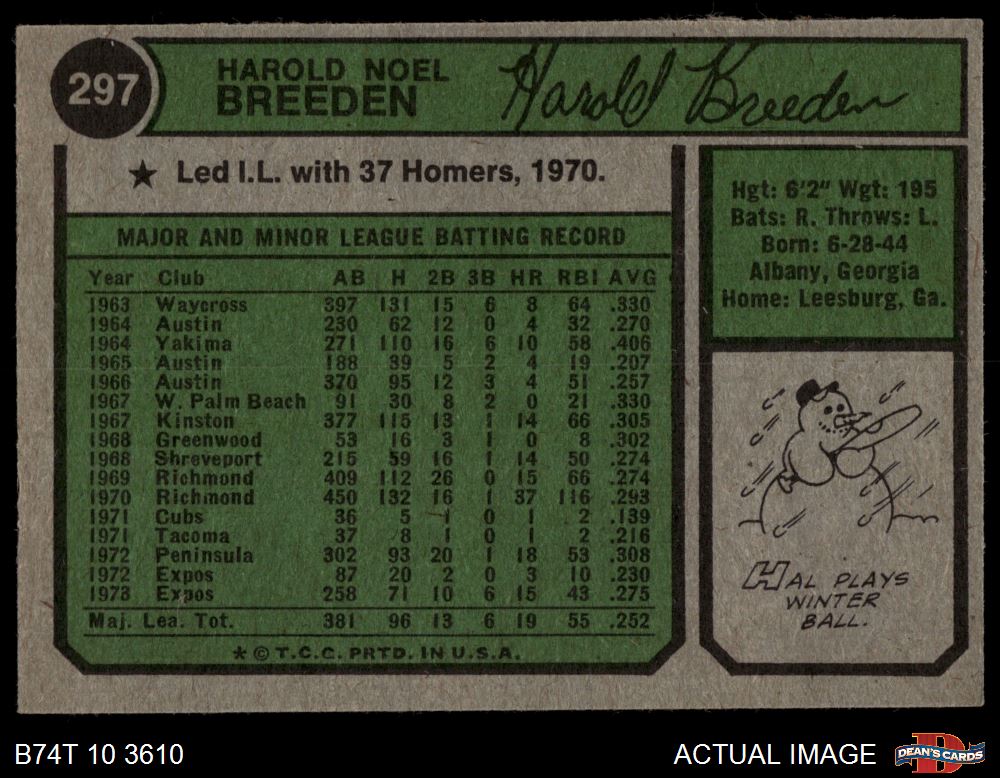 297
HAROLD NOEL
BREEDEN
Harold Breeden
★ Led I.L. with 37 Homers, 1970.
MAJOR AND MINOR LEAGUE BATTING RECORD
Year Club AB H 2B 3B HR RBI AVG
1963 Waycross 397 131 15 6 8 64 .330
1964 Austin 230 62 12 0 4 32 .270
1964 Yakima 271 110 16 6 10 58 .406
1965 Austin 188 39 5 2 4 19 .207
1966 Austin 370 95 12 3 4 51 .257
1967 W. Palm Beach 91 30 8 2 0 21 .330
1967 Kinston 377 115 13 1 14 66 .305
1968 Greenwood 53 16 3 1 0 8 .302
1968 Shreveport 215 59 16 1 14 50 .274
1969 Richmond 409 112 26 0 15 66 .274
1970 Richmond 450 132 16 1 37 116 .293
1971 Cubs 36 5 1 0 1 2 .139
1971 Tacoma 37 8 1 0 1 2 .216
1972 Peninsula 302 93 20 1 18 53 .308
1972 Expos 87 20 2 0 3 10 .230
1973 Expos 258 71 10 6 15 43 .275
Maj. Lea. Tot. 381 96 13 6 19 55 .252
* © T.C.C. PRTD. IN U.S.A.
Hgt: 6'2" Wgt: 195
Bats: R. Throws: L.
Born: 6-28-44
Albany, Georgia
Home: Leesburg, Ga.
HAL PLAYS
WINTER
BALL.
B74T 10 3610
ACTUAL IMAGE
DEAN'S CARDS